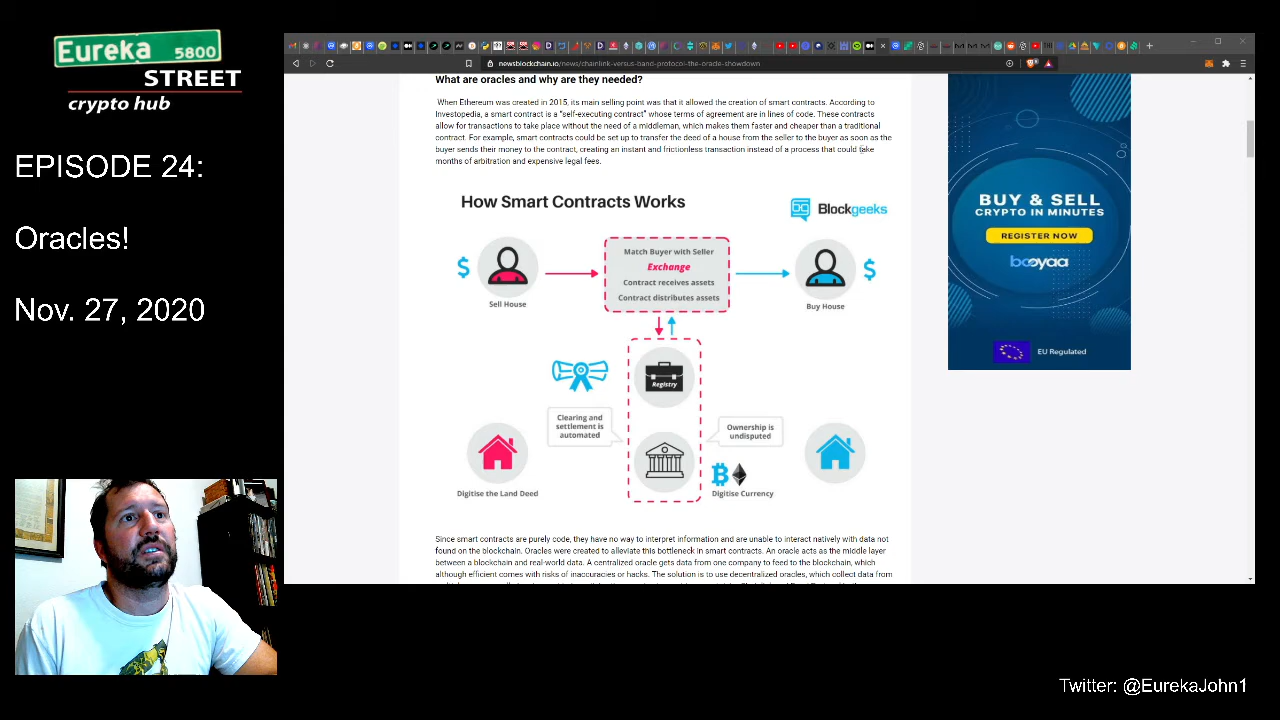 Eureka 5800
STREET
crypto hub
EPISODE 24:
Oracles!
Nov. 27, 2020
newsblockchain.io/news/chainlink-versus-band-protocol-the-oracle-showdown
What are oracles and why are they needed?
When Ethereum was created in 2015, its main selling point was that it allowed the creation of smart contracts. According to
Investopedia, a smart contract is a "self-executing contract" whose terms of agreement are in lines of code. These contracts
allow for transactions to take place without the need of a middleman, which makes them faster and cheaper than a traditional
contract. For example, smart contracts could be set up to transfer the deed of a house from the seller to the buyer as soon as the
buyer sends their money to the contract, creating an instant and frictionless transaction instead of a process that could take
months of arbitration and expensive legal fees.
How Smart Contracts Works
Blockgeeks
Match Buyer with Seller
Exchange
Contract receives assets
Contract distributes assets
$
Sell House
$
Buy House
Registry
Clearing and
settlement is
automated
Ownership is
undisputed
Digitise the Land Deed
Digitise Currency
Since smart contracts are purely code, they have no way to interpret information and are unable to interact natively with data not
found on the blockchain. Oracles were created to alleviate this bottleneck in smart contracts. An oracle acts as the middle layer
between a blockchain and real-world data. A centralized oracle gets data from one company to feed to the blockchain, which
although efficient comes with risks of inaccuracies or hacks. The solution is to use decentralized oracles, which collect data from
BUY & SELL
CRYPTO IN MINUTES
REGISTER NOW
booyaa
EU Regulated
Twitter: @EurekaJohn1